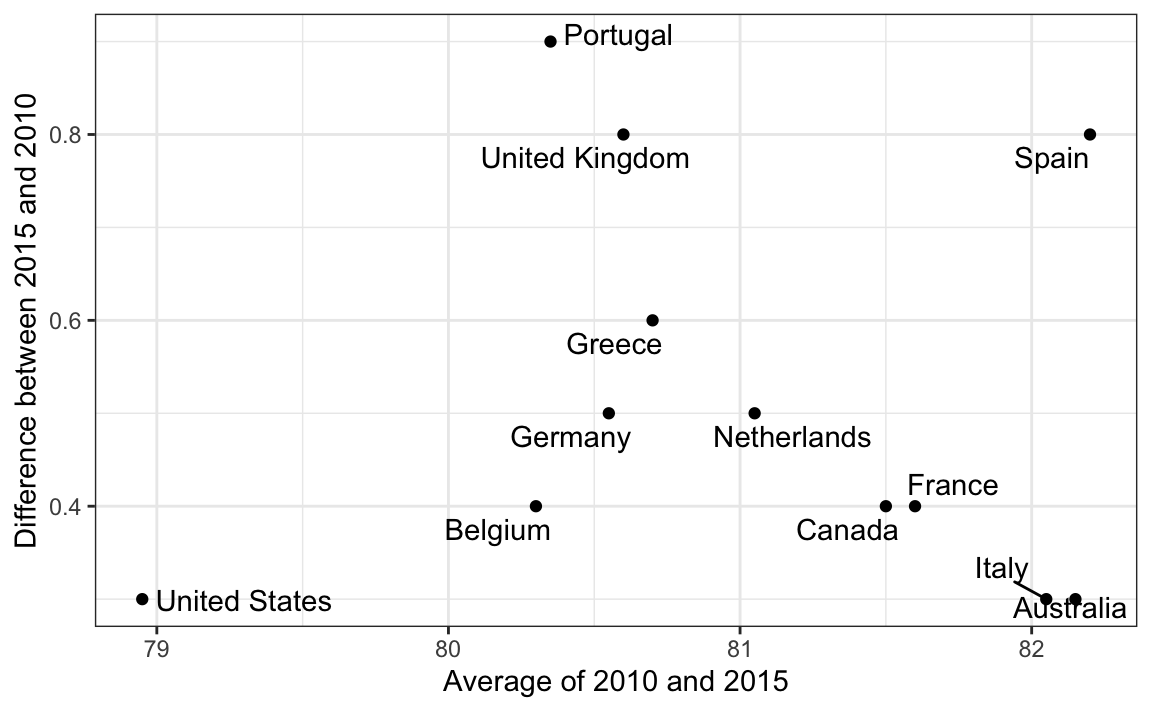 Portugal
0.8
United Kingdom
Spain
Difference between 2015 and 2010
0.6
Greece
Germany
Netherlands
France
0.4
Belgium
Canada
Italy
United States
Australia
79
80
81
82
Average of 2010 and 2015